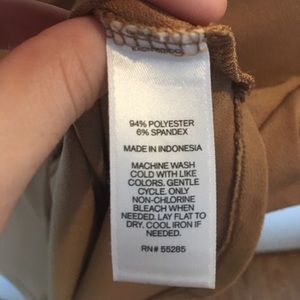 94% POLYESTER
6% SPANDEX
MADE IN INDONESIA
MACHINE WASH
COLD WITH LIKE
COLORS. GENTLE
CYCLE. ONLY
NON-CHLORINE
BLEACH WHEN
NEEDED. LAY FLAT TO
DRY. COOL IRON IF
NEEDED.
RN# 55285